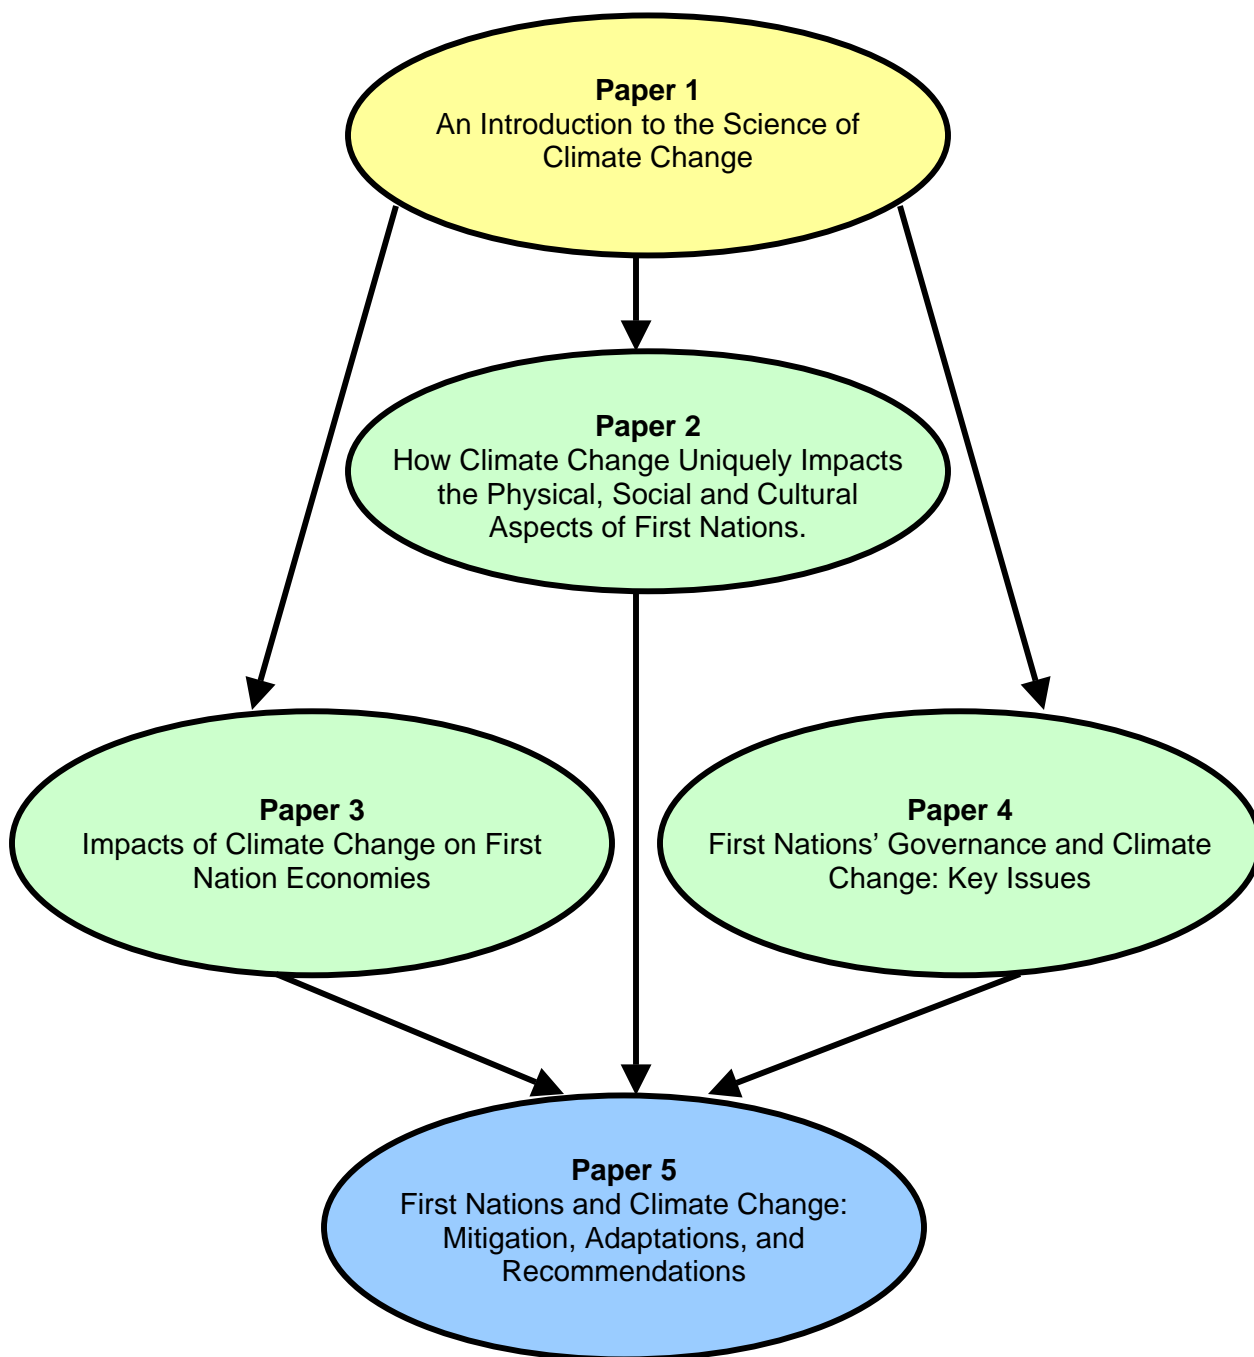 Paper 1
An Introduction to the Science of
Climate Change
Paper 2
How Climate Change Uniquely Impacts
the Physical, Social and Cultural
Aspects of First Nations.
Paper 3
Impacts of Climate Change on First
Nation Economies
Paper 4
First Nations’ Governance and Climate
Change: Key Issues
Paper 5
First Nations and Climate Change:
Mitigation, Adaptations, and
Recommendations